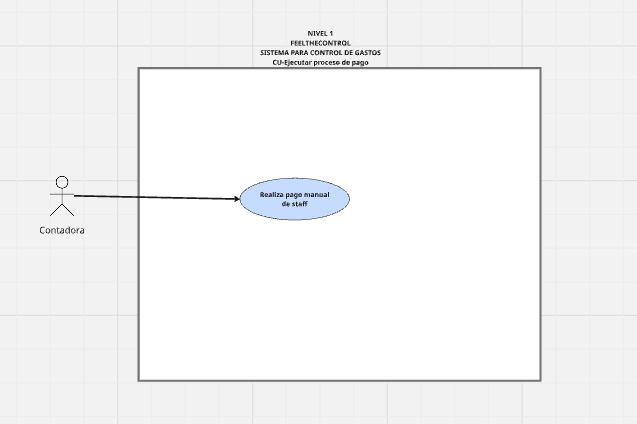 NIVEL 1
FEELTHECONTROL
SISTEMA PARA CONTROL DE GASTOS
CU-Ejecutar proceso de pago
Realiza pago manual
de staff
Contadora